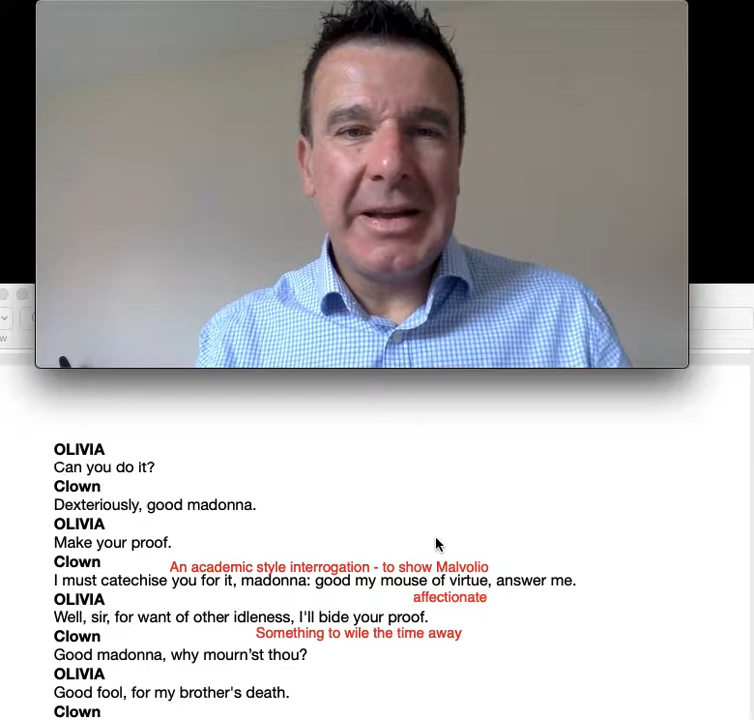 OLIVIA
Can you do it?
Clown
Dexteriously, good madonna.
OLIVIA
Make your proof.
Clown
An academic style interrogation - to show Malvolio
I must catechise you for it, madonna: good my mouse of virtue, answer me.
OLIVIA
affectionate
Well, sir, for want of other idleness, I'll bide your proof.
Clown
Something to wile the time away
Good madonna, why mourn’st thou?
OLIVIA
Good fool, for my brother's death.
Clown